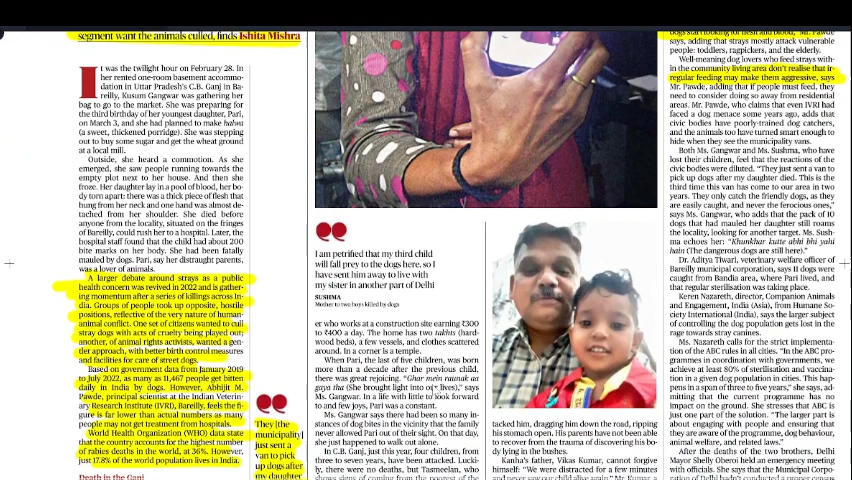 segment want the animals culled, finds Ishita Mishra
It was the twilight hour on February 28. In
her rented one-room basement accommo-
dation in Uttar Pradesh's C.B. Ganj in Ba-
reilly, Kusum Gangwar was gathering her
bag to go to the market. She was preparing
for the third birthday of her youngest daughter, Pari,
on March 3, and she had planned to make halwa
(a sweet, thickened porridge). She was stepping
out to buy some sugar and get the wheat ground
at a local mill.
Outside, she heard a commotion. As she
emerged, she saw people running towards the
empty plot next to her house. And then she
froze. Her daughter lay in a pool of blood, her bo-
dy torn apart: there was a thick piece of flesh that
hung from her neck and one hand was almost de-
tached from her shoulder. She died before
anyone from the locality, situated on the fringes
of Bareilly, could rush her to a hospital. Later, the
hospital staff found that the child had about 200
bite marks on her body. She had been fatally
mauled by dogs. Pari, say her distraught parents,
was a lover of animals.
A larger debate around strays as a public
health concern was revived in 2022 and is gather-
ing momentum after a series of killings across In-
dia. Groups of people took up opposite, hostile
positions, reflective of the very nature of human-
animal conflict. One set of citizens wanted to cull
stray dogs with acts of cruelty being played out;
another, of animal rights activists, wanted a gen-
tler approach, with better birth control measures
and facilities for care of street dogs.
Based on government data from January 2019
to July 2022, as many as 11,467 people get bitten
daily in India by dogs. However, Abhijit M.
Pawde, principal scientist at the Indian Veterin-
ary Research Institute (IVRI), Bareilly, feels the fi-
gure is far lower than actual numbers as many
people may not get treatment from hospitals.
World Health Organization (WHO) data state
that the country accounts for the highest number
of rabies deaths in the world, at 36%. However,
just 17.8% of the world population lives in India.
Death in the Ganj
They [the
municipality]
just sent a
van to pick
up dogs after
my daughter
I am petrified that my third child
will fall prey to the dogs here, so I
have sent him away to live with
my sister in another part of Delhi
SUSHMA
Mother to two boys killed by dogs
er who works at a construction site earning ₹300
to ₹400 a day. The home has two takhts (hard-
wood beds), a few vessels, and clothes scattered
around. In a corner is a temple.
When Pari, the last of five children, was born
more than a decade after the previous child,
there was great rejoicing. "Ghar mein raunak aa
gaya tha (She brought light into our lives)," says
Ms. Gangwar. In a life with little to look forward
to and few joys, Pari was a constant.
Ms. Gangwar says there had been so many in-
stances of dog bites in the vicinity that the family
never allowed Pari out of their sight. On that day,
she just happened to walk out alone.
In C.B. Ganj, just this year, four children, from
three to seven years, have been attacked. Lucki-
ly, there were no deaths, but Tasmeelan, who
shows signs of coming from the poorest of the
tacked him, dragging him down the road, ripping
his stomach open. His parents have not been able
to recover from the trauma of discovering his bo-
dy lying in the bushes.
Kanha's father, Vikas Kumar, cannot forgive
himself: "We were distracted for a few minutes
and never saw our child alive again." Mr. Kumar, a
dogs start looking for flesh and blood," Mr. Pawde
says, adding that strays mostly attack vulnerable
people: toddlers, ragpickers, and the elderly.
Well-meaning dog lovers who feed strays with-
in the community living area don't realise that ir-
regular feeding may make them aggressive, says
Mr. Pawde, adding that if people must feed, they
need to consider doing so away from residential
areas. Mr. Pawde, who claims that even IVRI had
faced a dog menace some years ago, adds that
civic bodies have poorly-trained dog catchers,
and the animals too have turned smart enough to
hide when they see the municipality vans.
Both Ms. Gangwar and Ms. Sushma, who have
lost their children, feel that the reactions of the
civic bodies were diluted. "They just sent a van to
pick up dogs after my daughter died. This is the
third time this van has come to our area in two
years. They only catch the friendly dogs, as they
are easily caught, and never the ferocious ones,"
says Ms. Gangwar, who adds that the pack of 10
dogs that had mauled her daughter still roams
the locality, looking for another target. Ms. Sush-
ma echoes her: "Khunkhar kutte abhi bhi yahi
hain (The dangerous dogs are still here)."
Dr. Aditya Tiwari, veterinary welfare officer of
Bareilly municipal corporation, says 11 dogs were
caught from Bandia area, where Pari lived, and
that regular sterilisation was taking place.
Keren Nazareth, director, Companion Animals
and Engagement, India (Asia), from Humane So-
ciety International (India), says the larger subject
of controlling the dog population gets lost in the
rage towards stray canines.
Ms. Nazareth calls for the strict implementa-
tion of the ABC rules in all cities. "In the ABC pro-
grammes in coordination with governments, we
achieve at least 80% of sterilisation and vaccina-
tion in a given dog population in cities. This hap-
pens in a span of three to five years," she says, ad-
mitting that the current programme has no
impact on the ground. She stresses that ABC is
just one part of the solution. "The larger part is
about engaging with people and ensuring that
they are aware of the programme, dog behaviour,
animal welfare, and related laws."
After the deaths of the two brothers, Delhi
Mayor Shelly Oberoi held an emergency meeting
with officials. She says that the Municipal Corpo-
ration of Delhi hadn't conducted a proper census